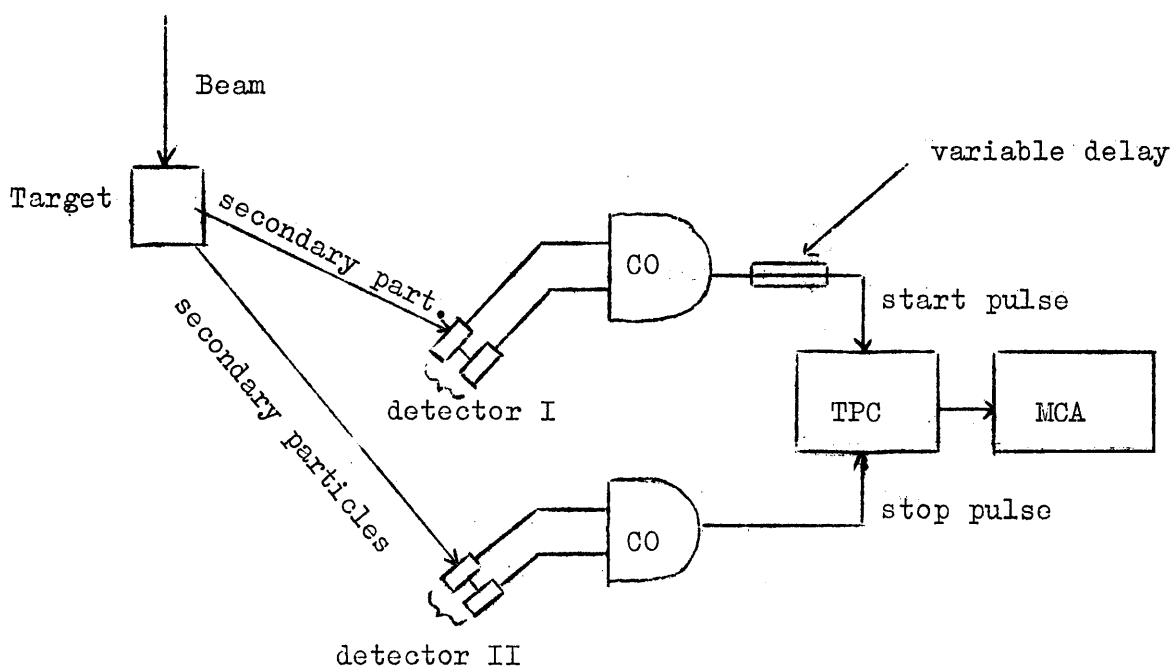 Beam
variable delay
Target
secondary part.
CO
start pulse
detector I
TPC
MCA
secondary particles
CO
stop pulse
detector II